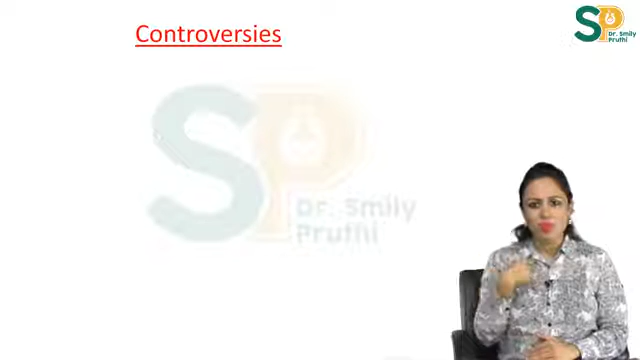 Controversies
SP
Dr. Smily
Pruthi
SP
Dr. Smily
Pruthi